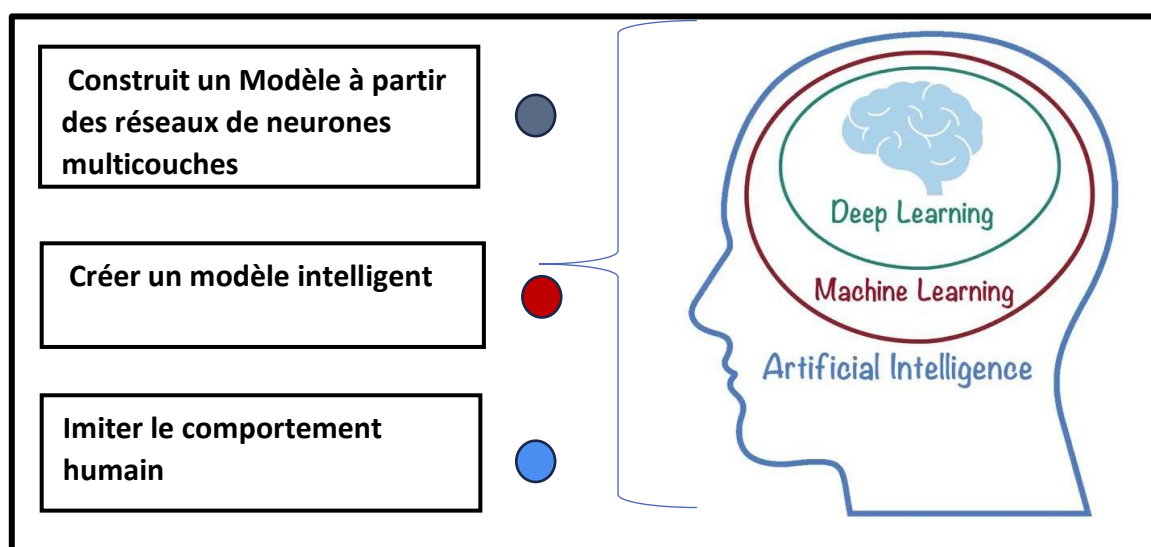 Construit un Modèle à partir
des réseaux de neurones
multicouches
Créer un modèle intelligent
Imiter le comportement
humain
Deep Learning
Machine Learning
Artificial Intelligence